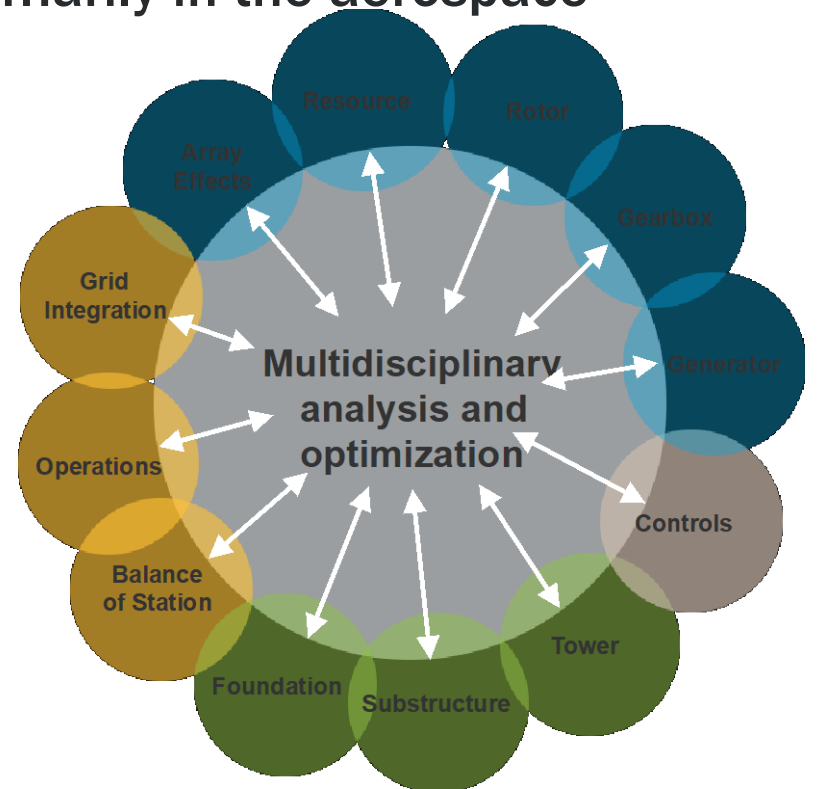 marily in the aerospace
Resource
Rotor
Array
Effects
Gearbox
Grid
Integration
Generator
Multidisciplinary
analysis and
optimization
Operations
Controls
Balance
of Station
Tower
Foundation
Substructure